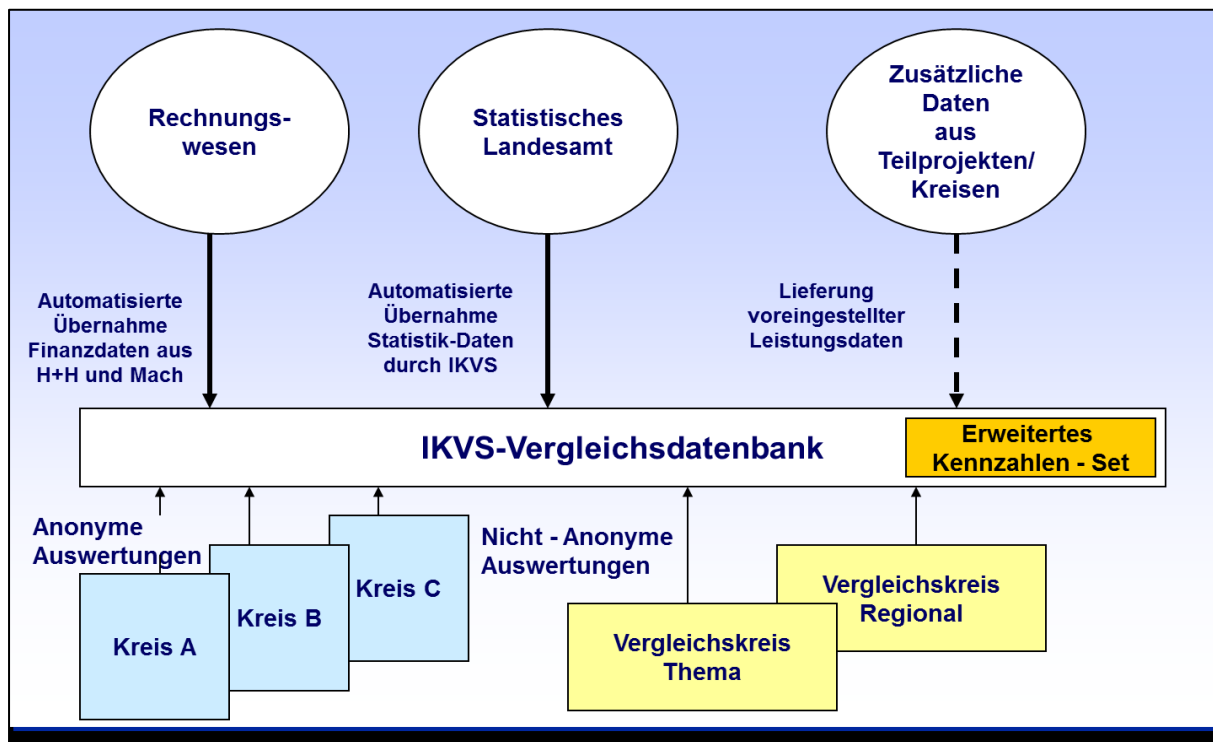 Rechnungs-
wesen
Statistisches
Landesamt
Zusätzliche
Daten
aus
Teilprojekten/
Kreisen
Automatisierte
Übernahme
Finanzdaten aus
H+H und Mach
Automatisierte
Übernahme
Statistik-Daten
durch IKVS
Lieferung
voreingestellter
Leistungsdaten
IKVS-Vergleichsdatenbank
Erweitertes
Kennzahlen - Set
Anonyme
Auswertungen
Kreis A
Kreis B
Kreis C
Nicht - Anonyme
Auswertungen
Vergleichskreis
Thema
Vergleichskreis
Regional